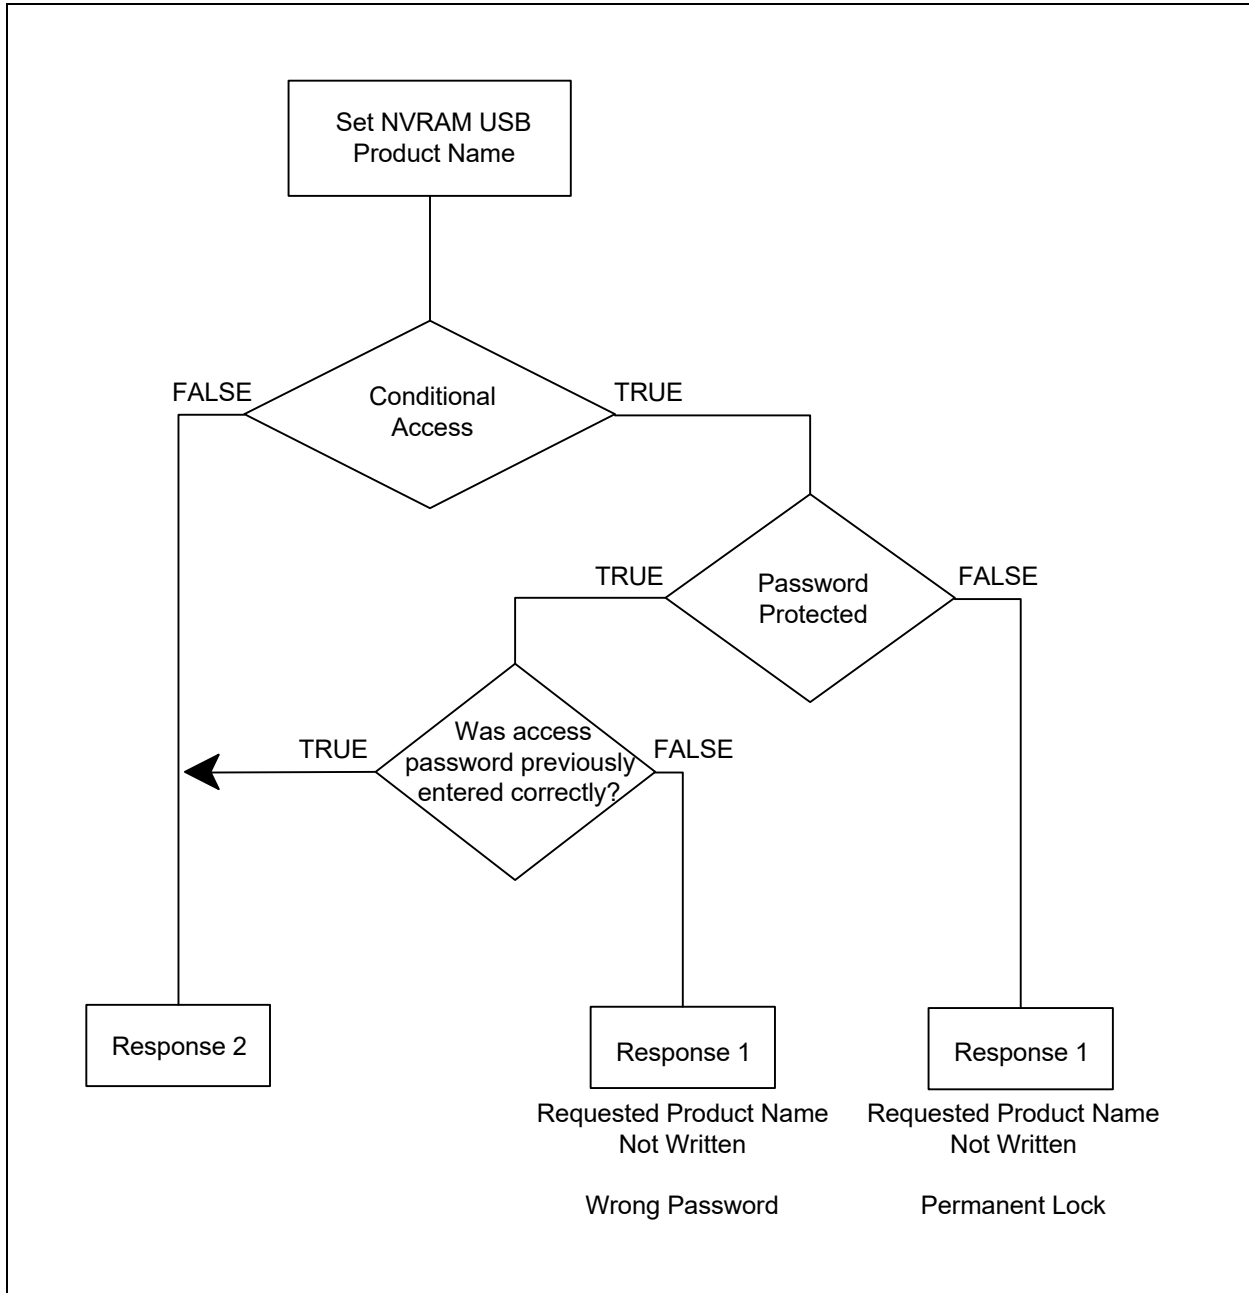 Set NVRAM USB
Product Name
FALSE
Conditional
Access
TRUE
TRUE
Password
Protected
FALSE
TRUE
Was access
password previously
entered correctly?
FALSE
Response 2
Response 1
Requested Product Name
Not Written
Wrong Password
Response 1
Requested Product Name
Not Written
Permanent Lock